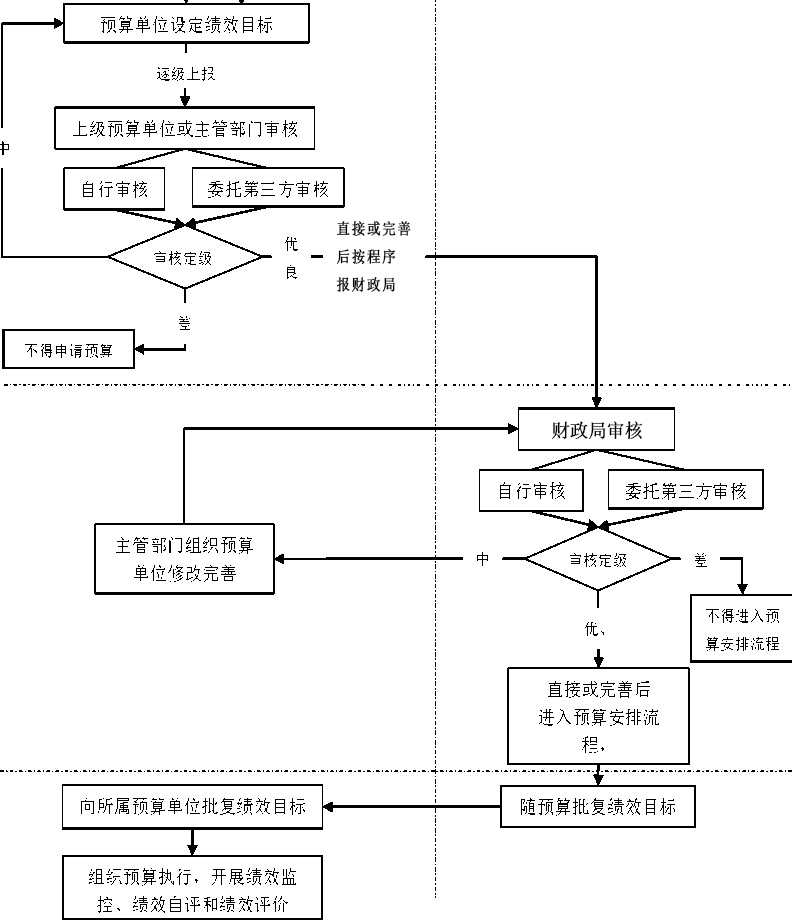 预算单位设定绩效目标
逐级上报
上级预算单位或主管部门审核
中
自行审核
委托第三方审核
审核定级
优
良
直接或完善
后按程序
报财政局
差
不得申请预算
财政局审核
自行审核
委托第三方审核
主管部门组织预算
单位修改完善
中
审核定级
差
不得进入预
算安排流程
优、
直接或完善后
进入预算安排流
程.
向所属预算单位批复绩效目标
随预算批复绩效目标
组织预算执行, 开展绩效监
控、绩效自评和绩效评价